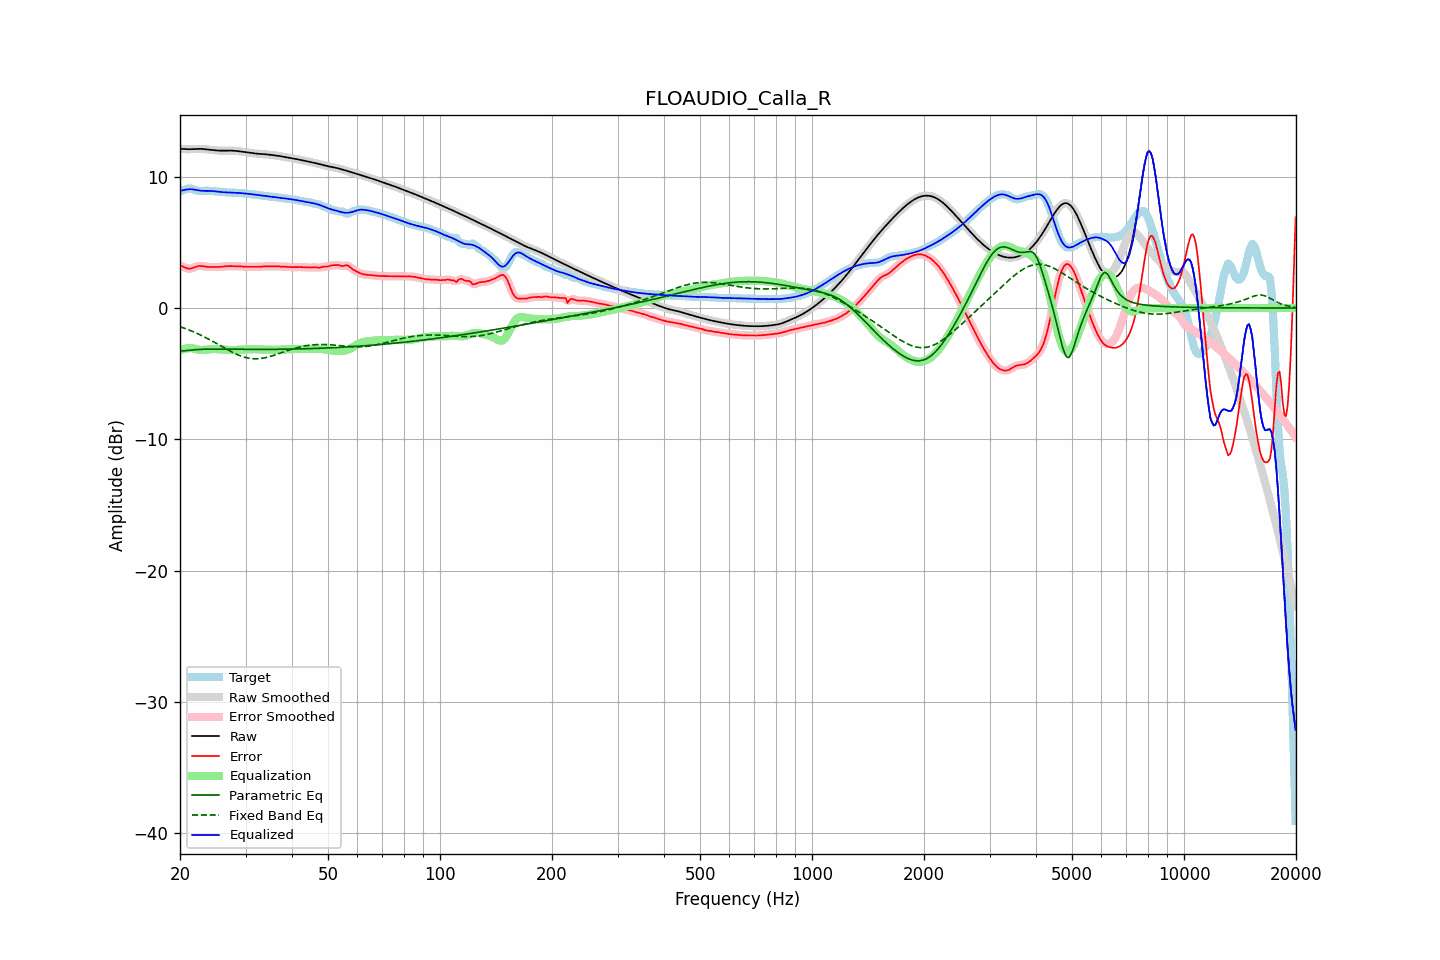 FLOAUDIO_Calla_R
Amplitude (dBr)
10
0
−10
−20
−30
−40
Target
Raw Smoothed
Error Smoothed
Raw
Error
Equalization
Parametric Eq
Fixed Band Eq
Equalized
20 50 100 200 500 1000 2000 5000 10000 20000
Frequency (Hz)